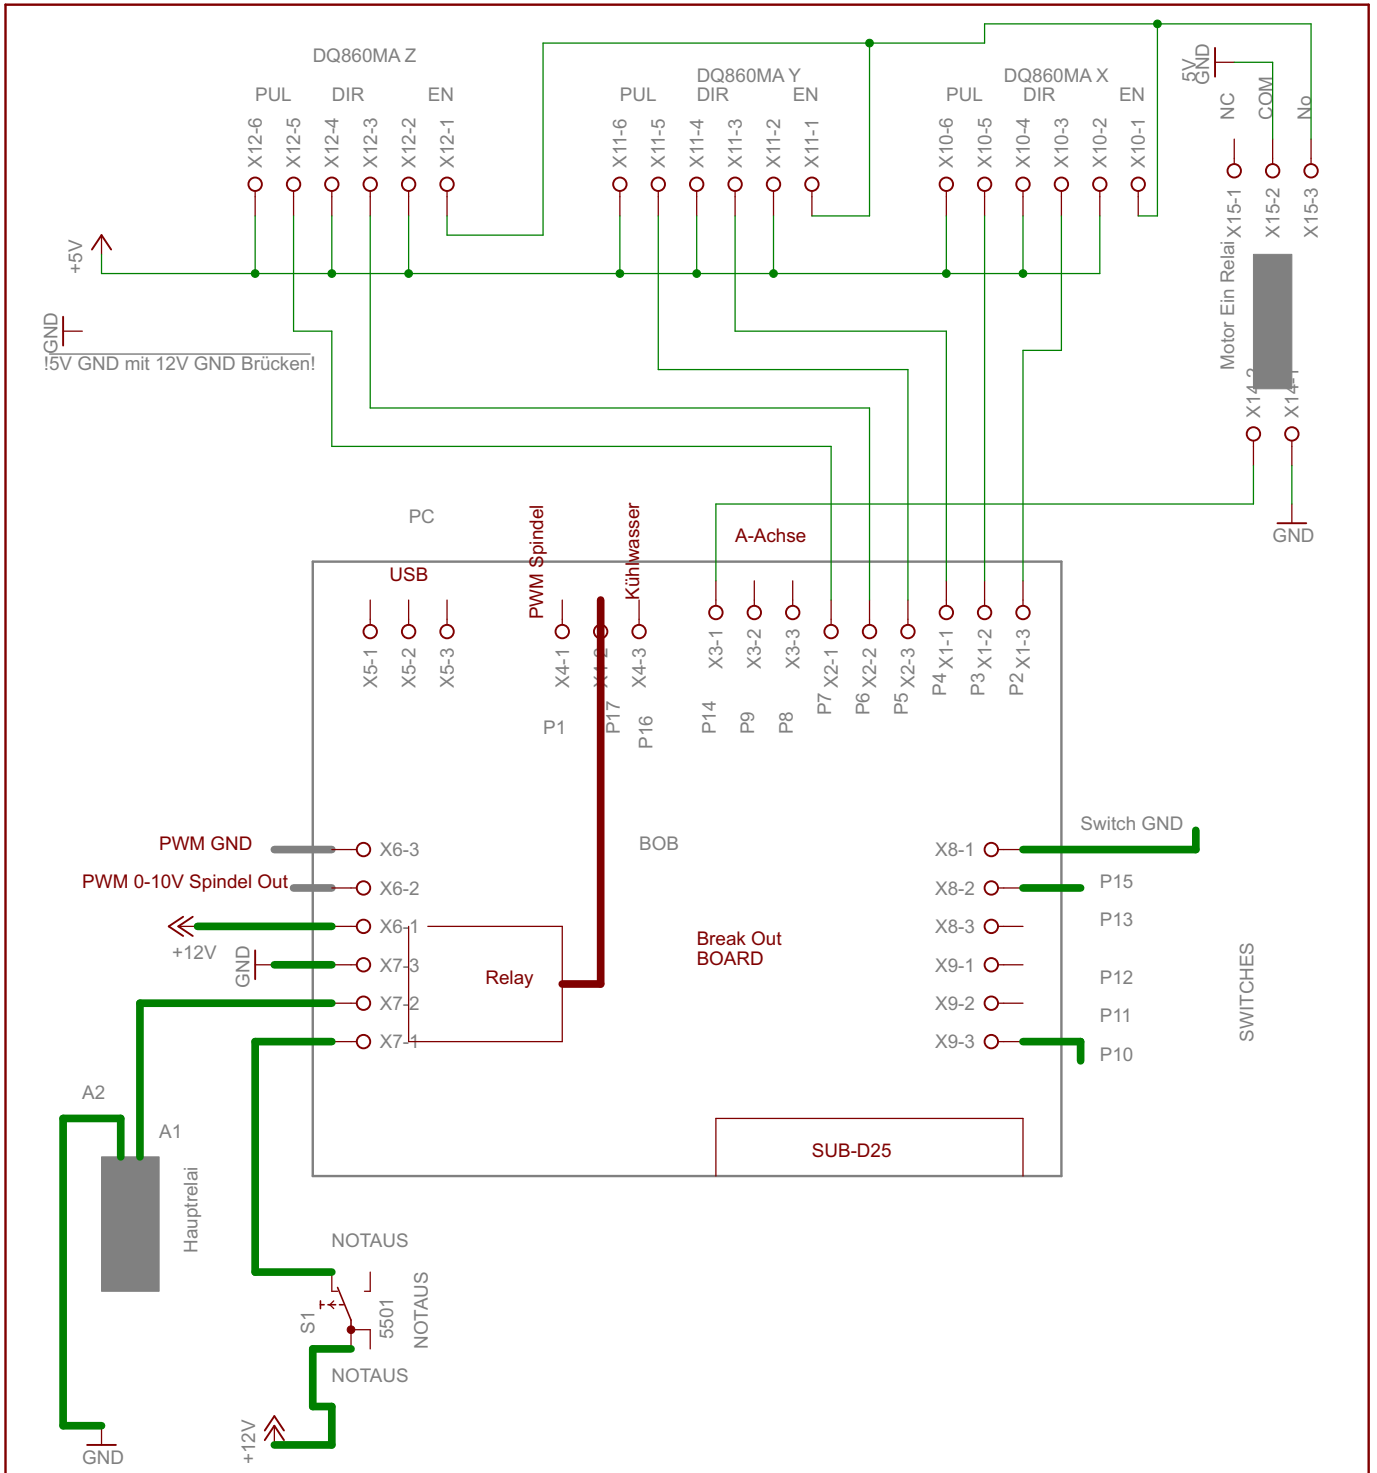 DQ860MA Z
DQ860MA Y
DQ860MA X
PUL
DIR
EN
PUL
DIR
EN
PUL
DIR
EN
5V
GND
NC
COM
No
X12-6
X12-5
X12-4
X12-3
X12-2
X12-1
X11-6
X11-5
X11-4
X11-3
X11-2
X11-1
X10-6
X10-5
X10-4
X10-3
X10-2
X10-1
X15-1
X15-2
X15-3
+5V
Motor Ein Relai
GND
!5V GND mit 12V GND Brücken!
X14-2
X14-1
GND
PC
A-Achse
USB
PWM Spindel
Kühlwasser
X5-1
X5-2
X5-3
X4-1
X4-2
X4-3
X3-1
X3-2
X3-3
X2-1
X2-2
X2-3
X1-1
X1-2
X1-3
P1
P17
P16
P14
P9
P8
P7
P6
P5
P4
P3
P2
PWM GND
X6-3
BOB
X8-1
Switch GND
PWM 0-10V Spindel Out
X6-2
X8-2
P15
+12V
X6-1
X8-3
P13
GND
X7-3
Relay
Break Out
BOARD
X9-1
P12
X7-2
X9-2
P11
X7-1
X9-3
P10
SWITCHES
A2
A1
Hauptrelai
SUB-D25
NOTAUS
S1
5501
NOTAUS
NOTAUS
+12V
GND